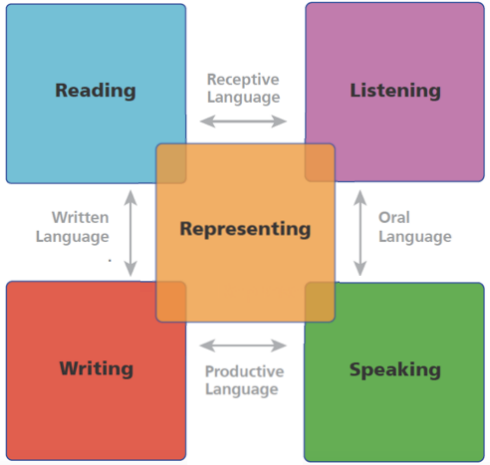 Reading
Receptive
Language
Listening
Written
Language
Representing
Oral
Language
Writing
Productive
Language
Speaking